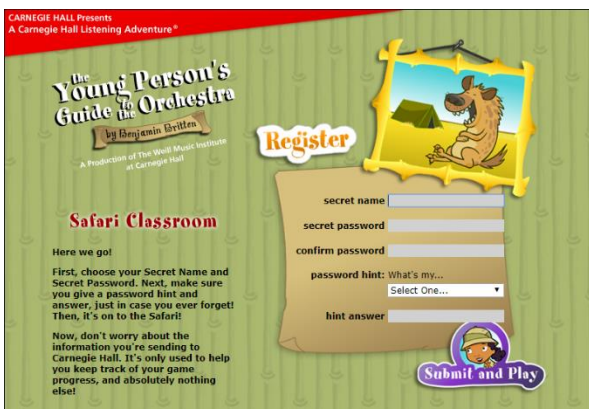 CARNEGIE HALL Presents
A Carnegie Hall Listening Adventure®
the
Young Person's
Guide to the Orchestra
by Benjamin Britten
A Production of The Weill Music Institute
at Carnegie Hall
Register
secret name
secret password
confirm password
password hint: What's my...
Select One...
hint answer
Submit and Play
Safari Classroom
Here we go!
First, choose your Secret Name and
Secret Password. Next, make sure
you give a password hint and
answer, just in case you ever forget!
Then, it's on to the Safari!
Now, don't worry about the
information you're sending to
Carnegie Hall. It's only used to help
you keep track of your game
progress, and absolutely nothing
else!